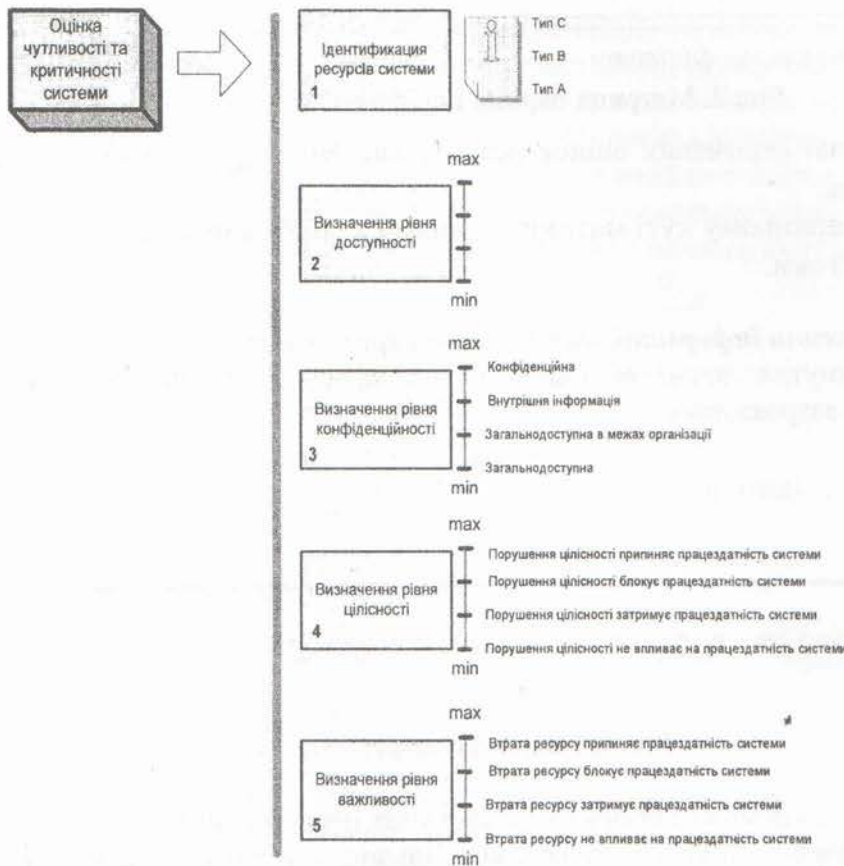 Оцінка
чутливості та
критичності
системи
Ідентификация
ресурсів системи
1
Тип C
Тип B
Тип A
max
Визначення рівня
доступності
2
min
max
Визначення рівня
конфіденційності
3
Конфіденційна
Внутрішня інформація
Загальнодоступна в межах організації
Загальнодоступна
min
max
Визначення рівня
цілісності
4
Порушення цілісності припиняє працездатність системи
Порушення цілісності блокує працездатність системи
Порушення цілісності затримує працездатність системи
Порушення цілісності не впливає на працездатність системи
min
max
Визначення рівня
важливості
5
Втрата ресурсу припиняє працездатність системи
Втрата ресурсу блокує працездатність системи
Втрата ресурсу затримує працездатність системи
Втрата ресурсу не впливає на працездатність системи
min